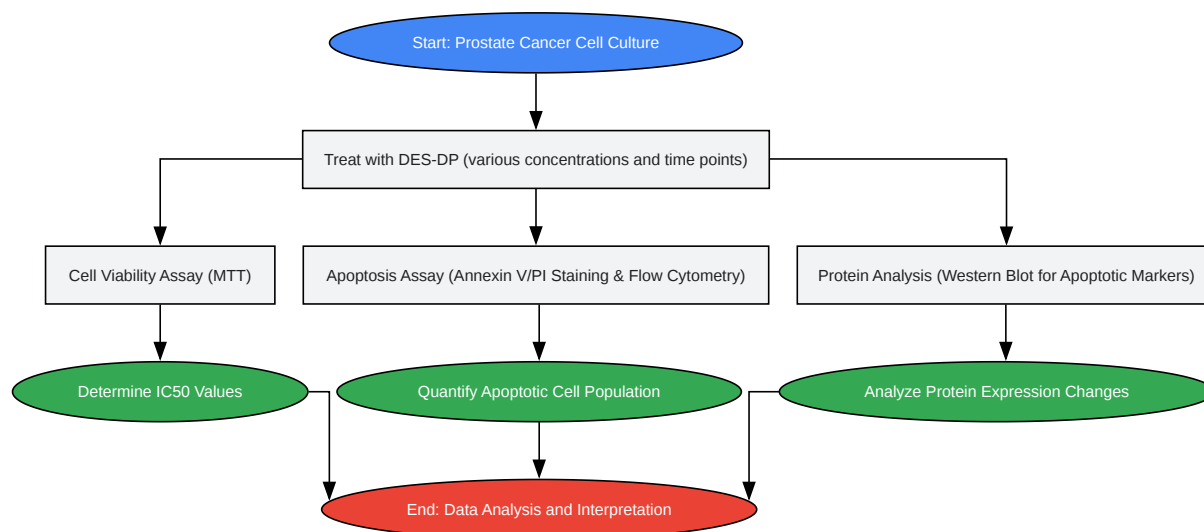 Start: Prostate Cancer Cell Culture
Treat with DES-DP (various concentrations and time points)
Cell Viability Assay (MTT)
Apoptosis Assay (Annexin V/PI Staining & Flow Cytometry)
Protein Analysis (Western Blot for Apoptotic Markers)
Determine IC50 Values
Quantify Apoptotic Cell Population
Analyze Protein Expression Changes
End: Data Analysis and Interpretation